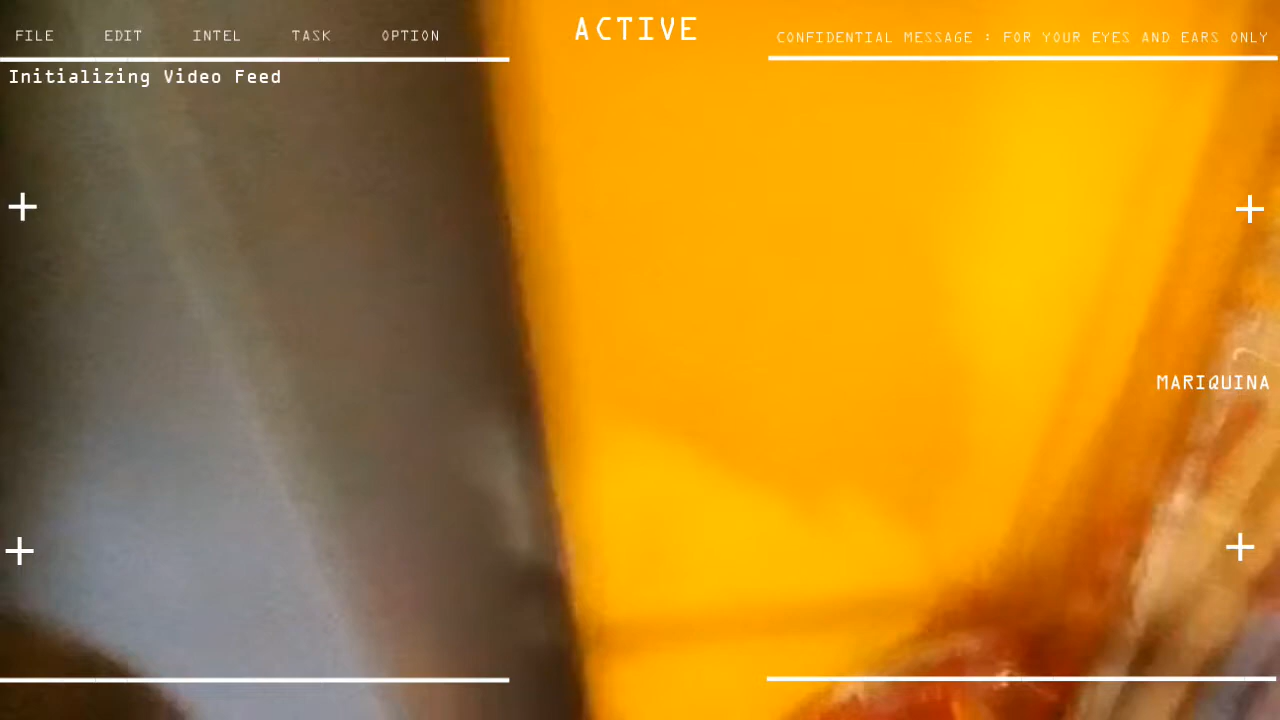 FILE EDIT INTEL TASK OPTION
ACTIVE
CONFIDENTIAL MESSAGE : FOR YOUR EYES AND EARS ONLY
Initializing Video Feed
MARIQUINA